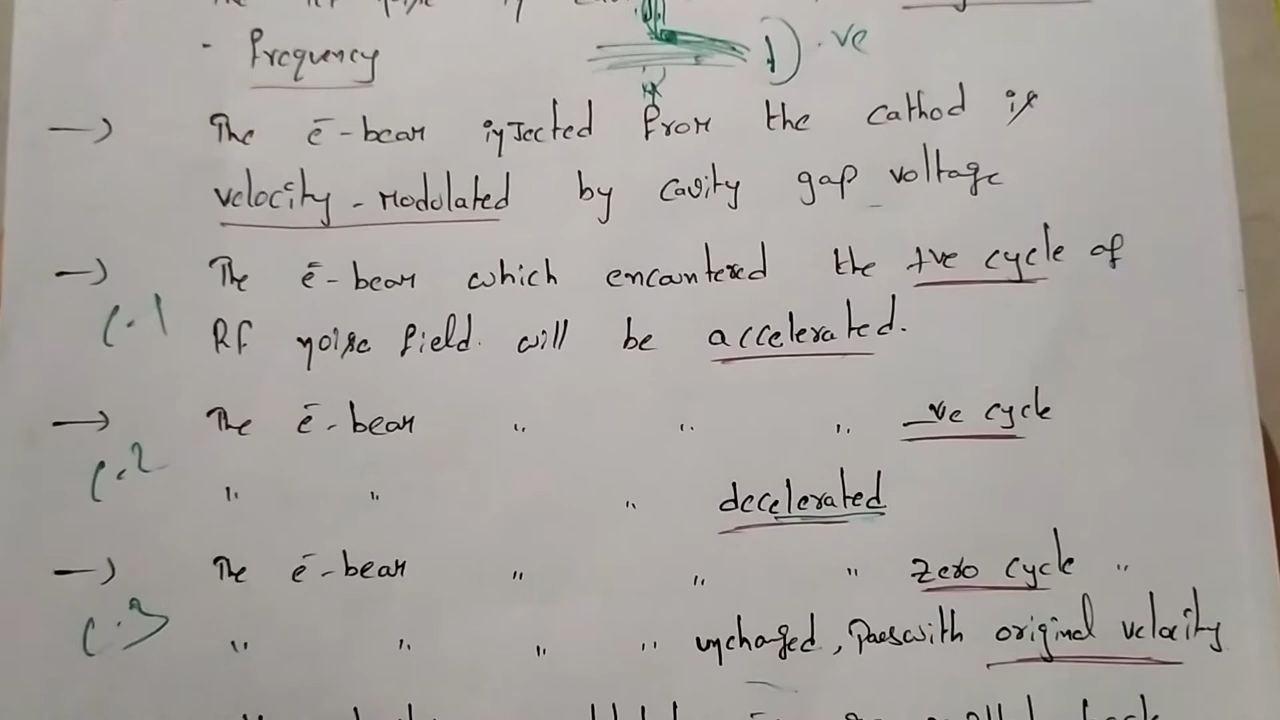 - Frequency
-ve
→ The e̅-beam injected from the cathod is
velocity-modulated by cavity gap voltage
→ The e̅-beam which encantered the +ve cycle of
C.1 RF noise field. will be accelerated.
→ The e̅-beam " " " -ve cycle
C.2 " " " decelerated
→ The e̅-beam " " " Zero cycle "
C.3 " " " " unchaged, Pass with original velocity